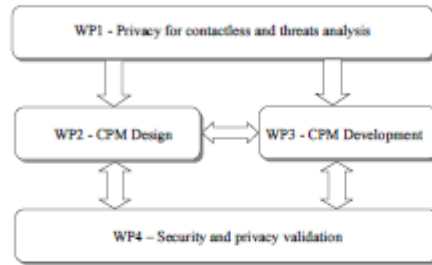 WP1 - Privacy for contactless and threats analysis
WP2 - CPM Design
WP3 - CPM Development
WP4 – Security and privacy validation